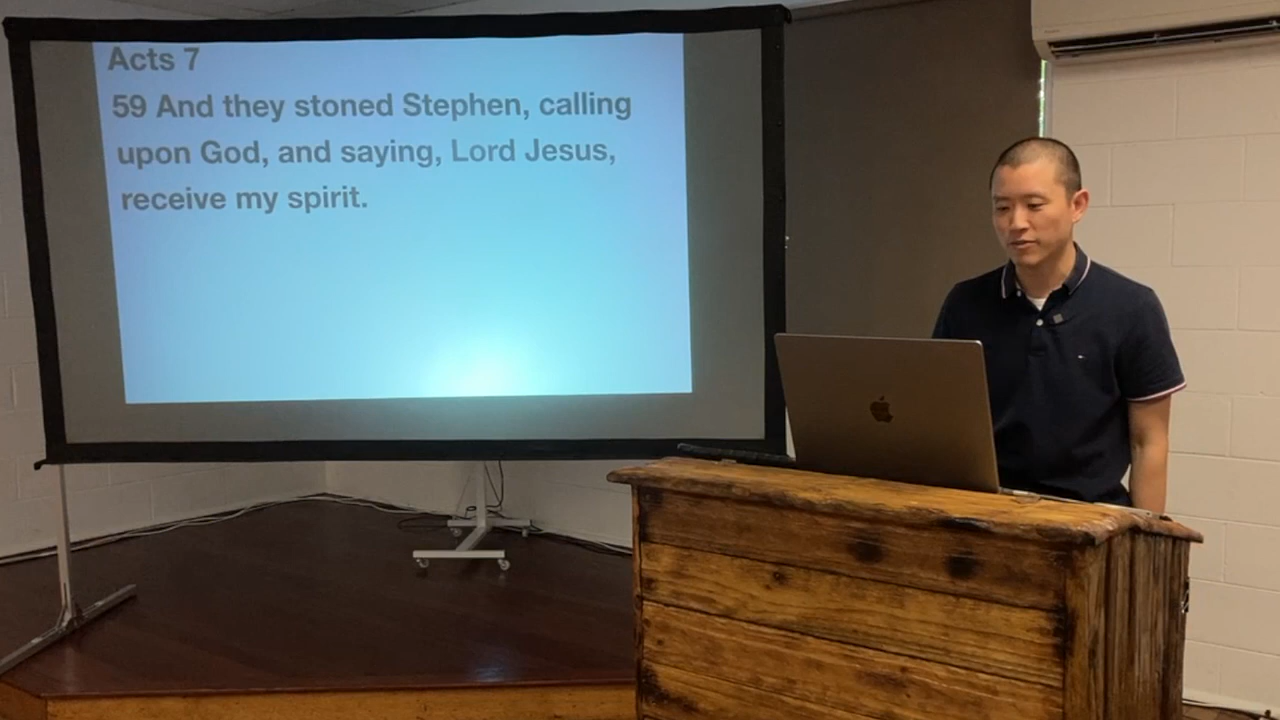 Acts 7
59 And they stoned Stephen, calling
upon God, and saying, Lord Jesus,
receive my spirit.